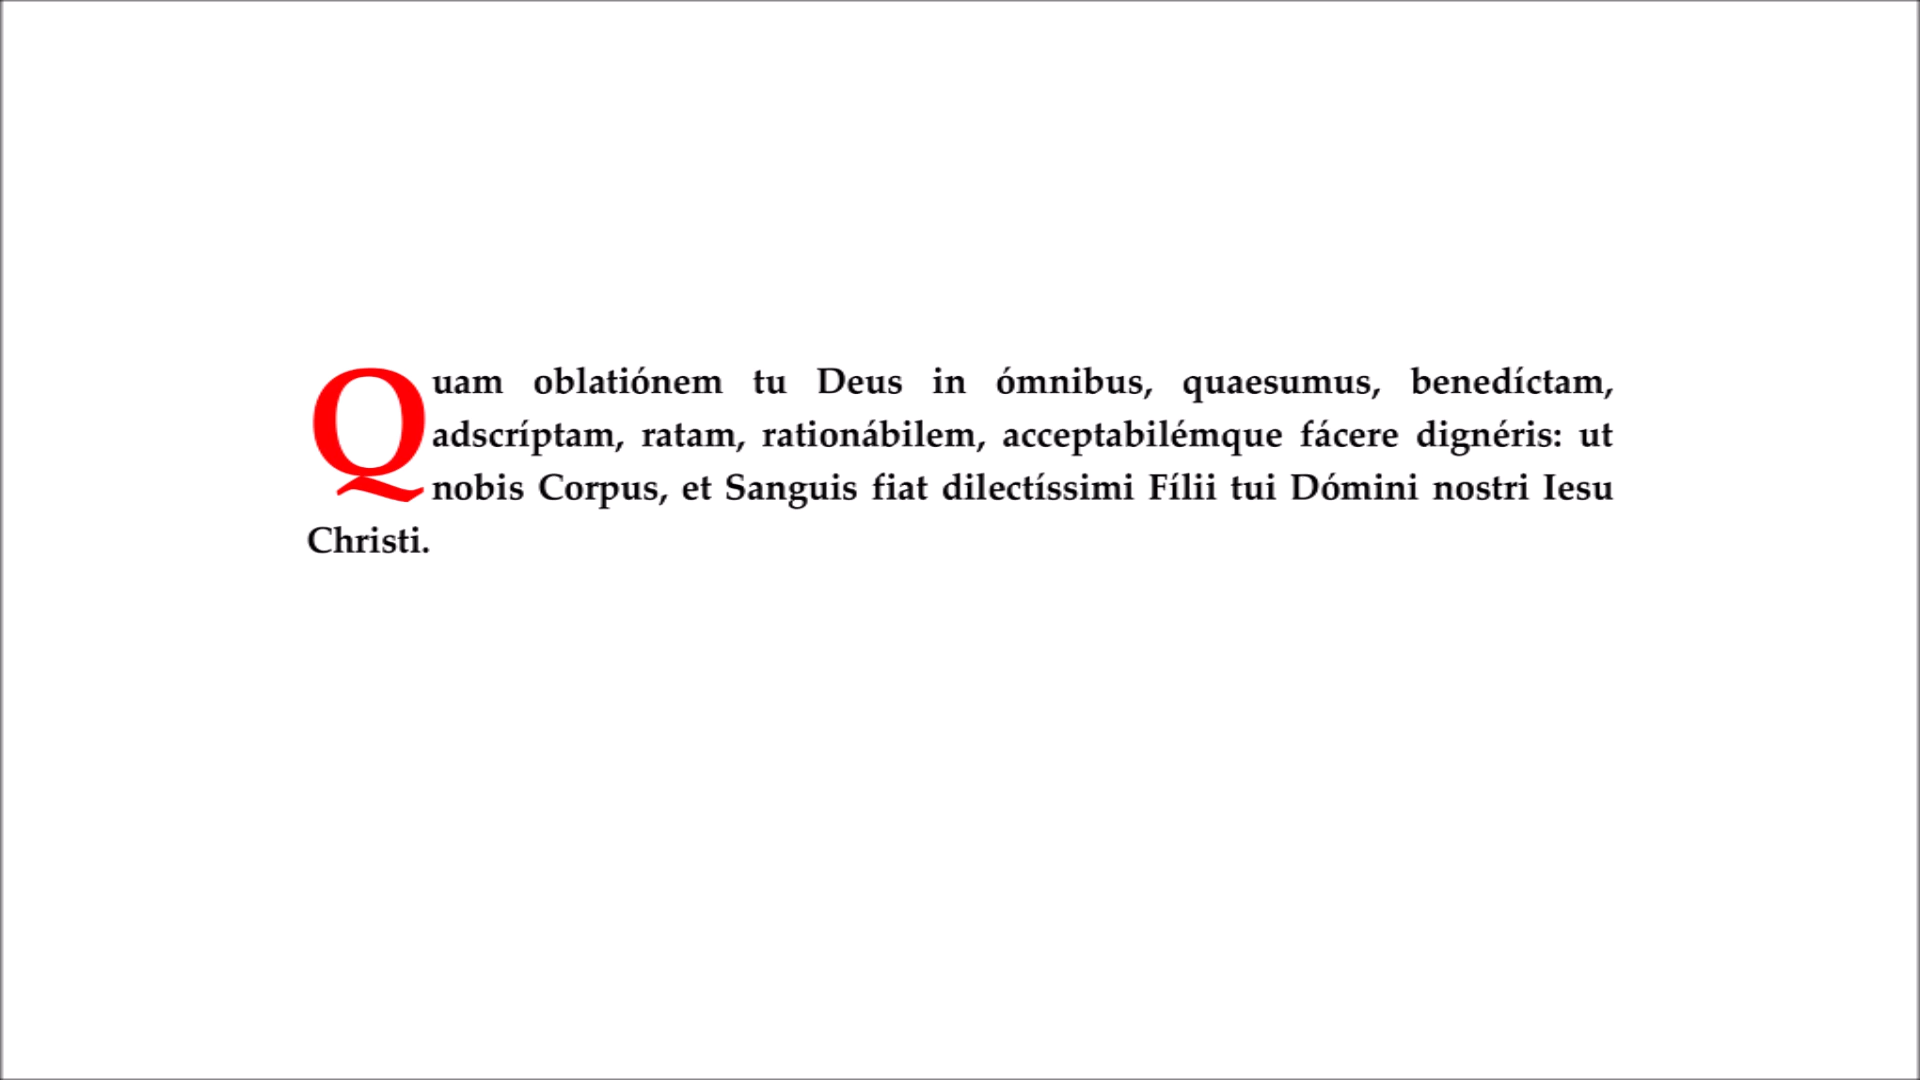 Quam oblatiónem tu Deus in ómnibus, quaesumus, benedíctam,
adscríptam, ratam, rationábilem, acceptabilémque fácere dignéris: ut
nobis Corpus, et Sanguis fiat dilectíssimi Fílii tui Dómini nostri Iesu
Christi.